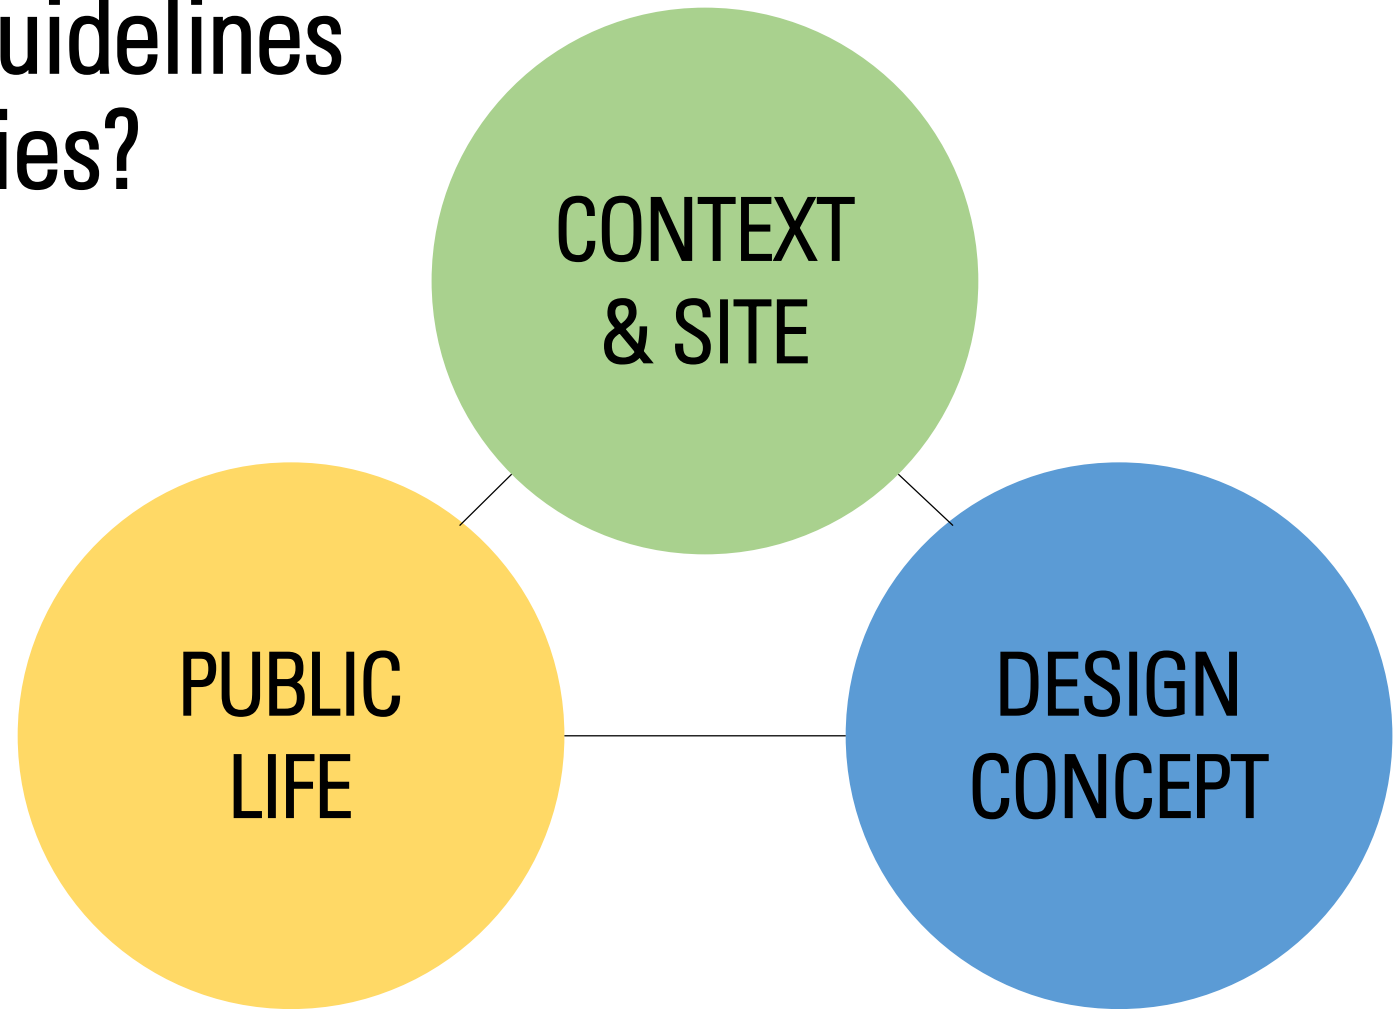 uidelines
ies?
CONTEXT
& SITE
PUBLIC
LIFE
DESIGN
CONCEPT